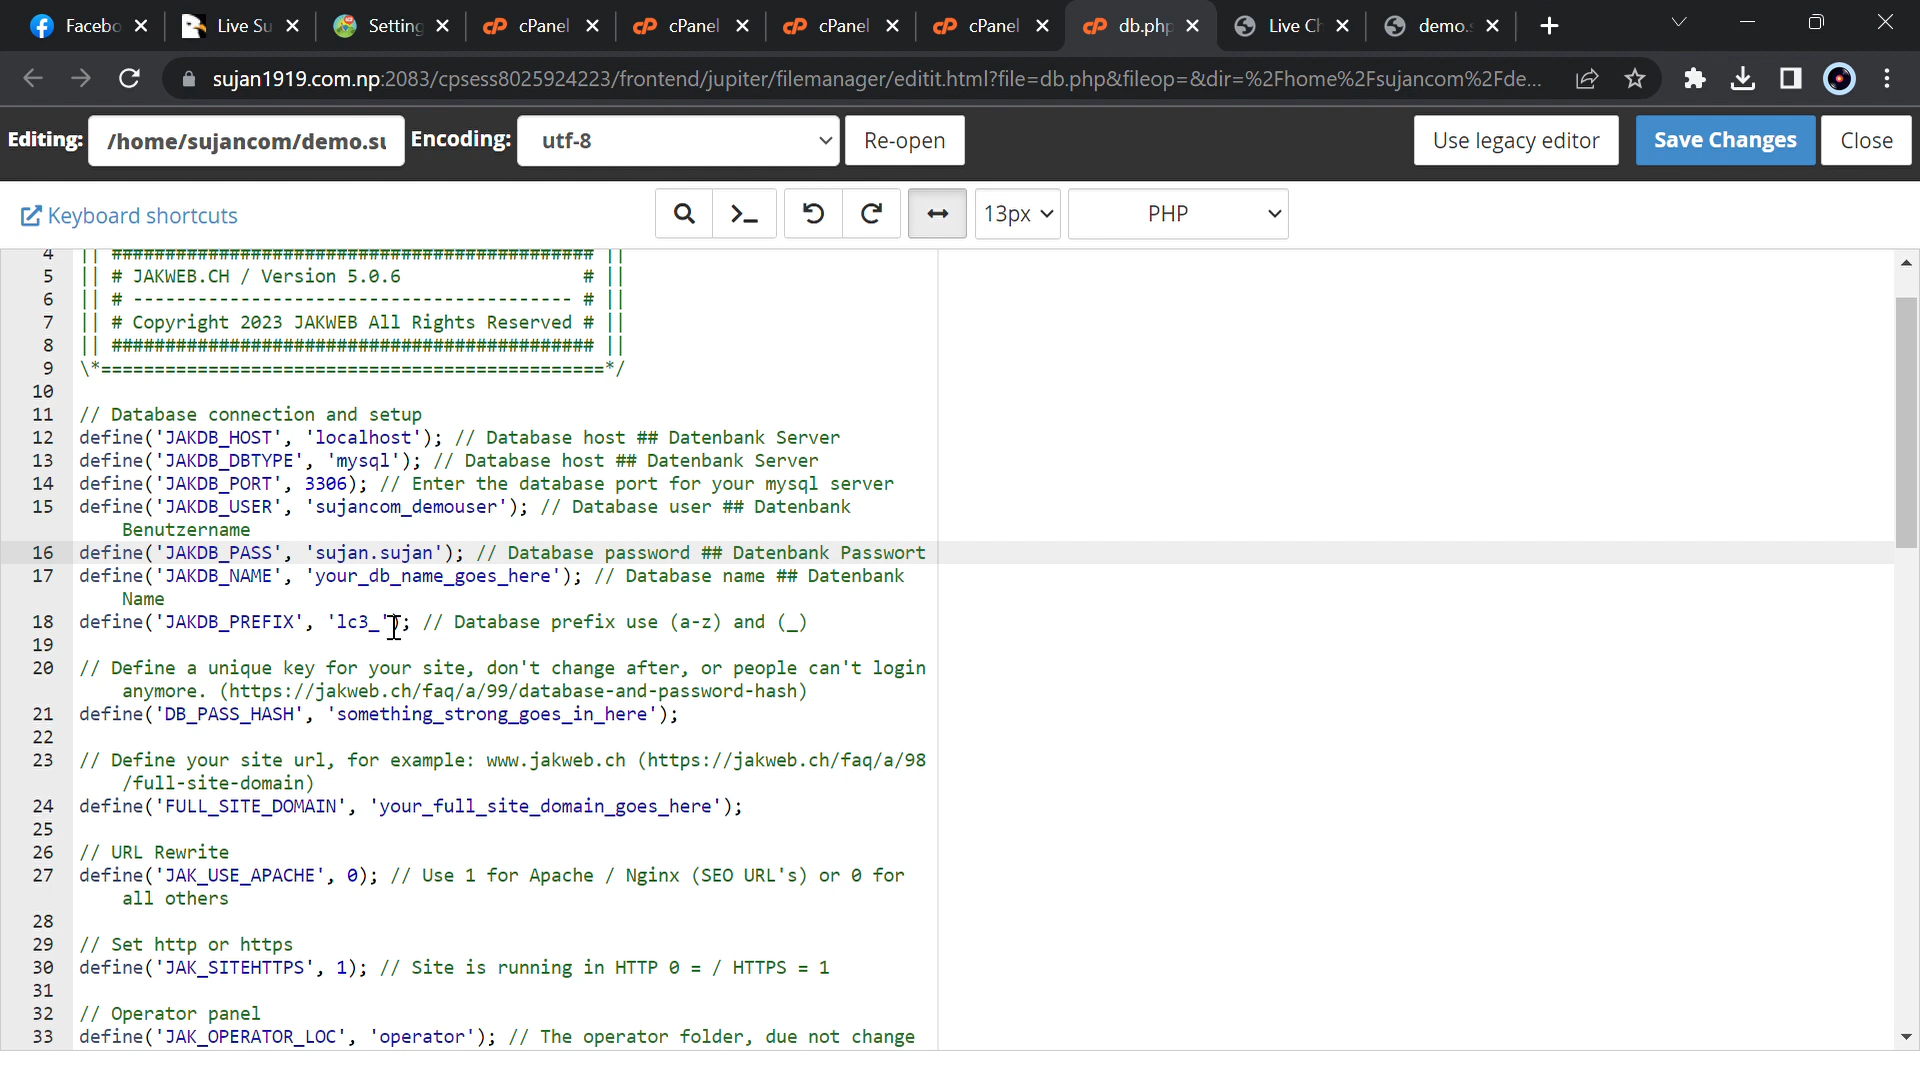 Facebo
Live Su
Setting
cPanel
cPanel
cPanel
cPanel
db.php
Live Ch
demo.s
sujan1919.com.np:2083/cpsess8025924223/frontend/jupiter/filemanager/editit.html?file=db.php&fileop=&dir=%2Fhome%2Fsujancom%2Fde...
Editing:
/home/sujancom/demo.su
Encoding:
utf-8
Re-open
Use legacy editor
Save Changes
Close
Keyboard shortcuts
13px
PHP
4 || ############################################# ||
5 || # JAKWEB.CH / Version 5.0.6 # ||
6 || # ----------------------------------------- # ||
7 || # Copyright 2023 JAKWEB All Rights Reserved # ||
8 || ############################################# ||
9 \*===============================================*/
10
11 // Database connection and setup
12 define('JAKDB_HOST', 'localhost'); // Database host ## Datenbank Server
13 define('JAKDB_DBTYPE', 'mysql'); // Database host ## Datenbank Server
14 define('JAKDB_PORT', 3306); // Enter the database port for your mysql server
15 define('JAKDB_USER', 'sujancom_demouser'); // Database user ## Datenbank
Benutzername
16 define('JAKDB_PASS', 'sujan.sujan'); // Database password ## Datenbank Passwort
17 define('JAKDB_NAME', 'your_db_name_goes_here'); // Database name ## Datenbank
Name
18 define('JAKDB_PREFIX', 'lc3_'); // Database prefix use (a-z) and (_)
19
20 // Define a unique key for your site, don't change after, or people can't login
anymore. (https://jakweb.ch/faq/a/99/database-and-password-hash)
21 define('DB_PASS_HASH', 'something_strong_goes_in_here');
22
23 // Define your site url, for example: www.jakweb.ch (https://jakweb.ch/faq/a/98
/full-site-domain)
24 define('FULL_SITE_DOMAIN', 'your_full_site_domain_goes_here');
25
26 // URL Rewrite
27 define('JAK_USE_APACHE', 0); // Use 1 for Apache / Nginx (SEO URL's) or 0 for
all others
28
29 // Set http or https
30 define('JAK_SITEHTTPS', 1); // Site is running in HTTP 0 = / HTTPS = 1
31
32 // Operator panel
33 define('JAK_OPERATOR_LOC', 'operator'); // The operator folder, due not change